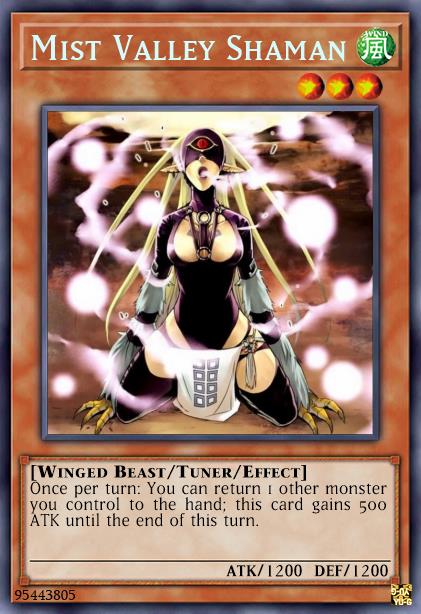 Mist Valley Shaman
WIND
風
[Winged Beast/Tuner/Effect]
Once per turn: You can return 1 other monster
you control to the hand; this card gains 500
ATK until the end of this turn.
ATK/1200 DEF/1200
95443805